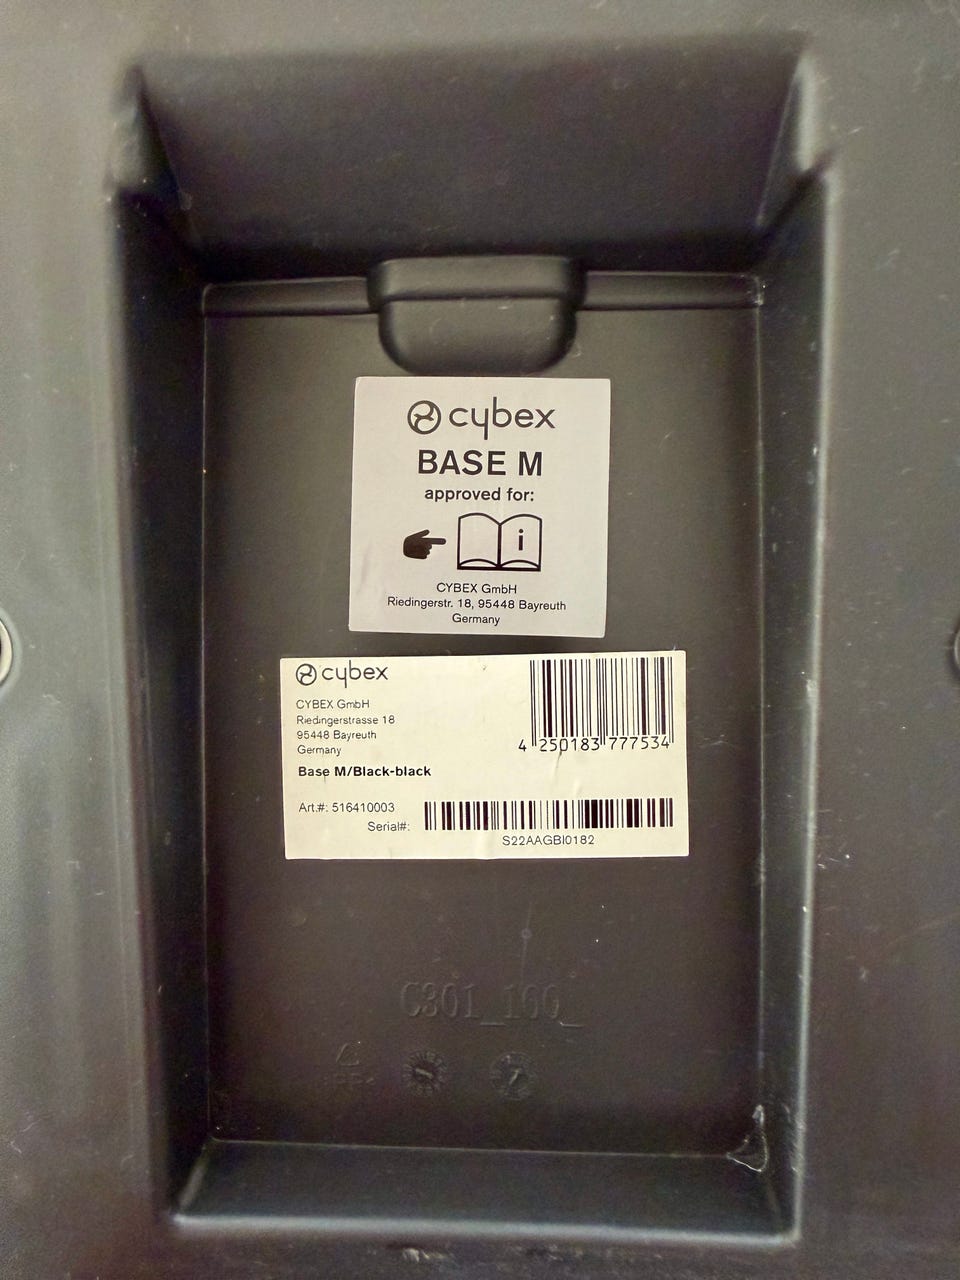 cybex
BASE M
approved for:
i
CYBEX GmbH
Riedingerstr. 18, 95448 Bayreuth
Germany
cybex
CYBEX GmbH
Riedingerstrasse 18
95448 Bayreuth
Germany
4 250183 777534
Base M/Black-black
Art.#: 516410003
Serial#:
S22AAGBI0182
C301_100_